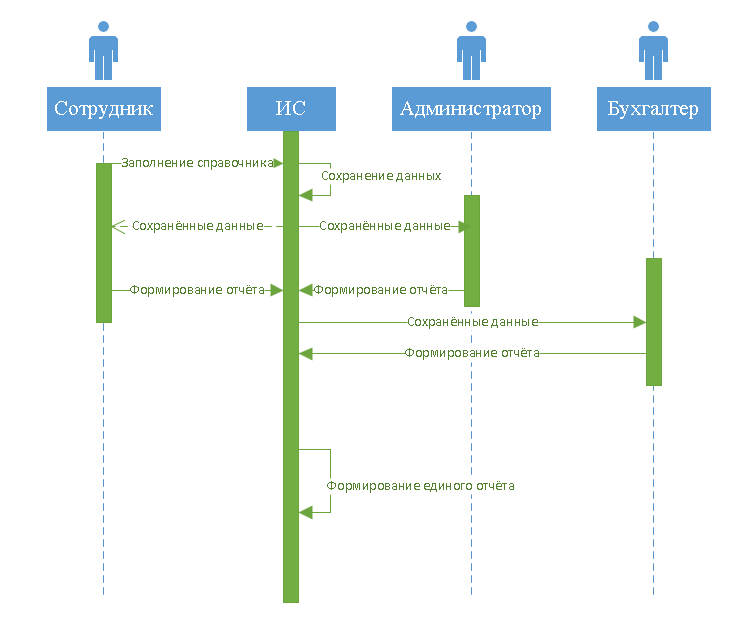 Сотрудник
ИС
Администратор
Бухгалтер
Заполнение справочника
Сохранение данных
Сохранённые данные
Сохранённые данные
Формирование отчёта
Формирование отчёта
Сохранённые данные
Формирование отчёта
Формирование единого отчёта